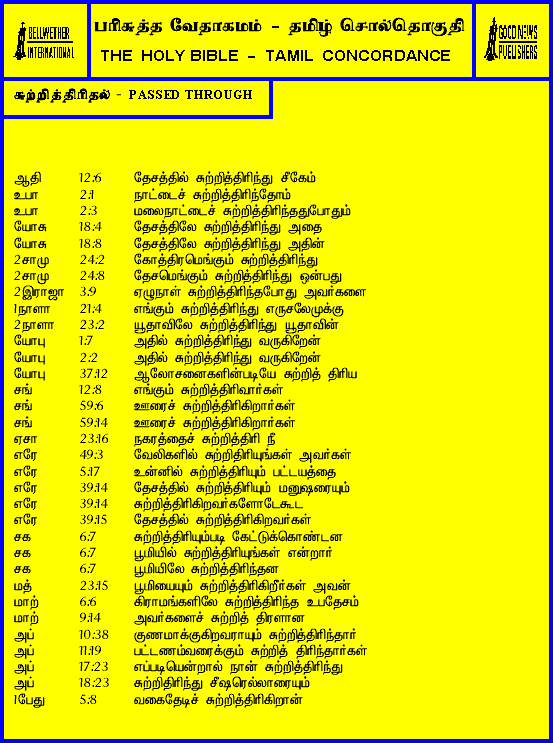 BELLWETHER
INTERNATIONAL
பரிசுத்த வேதாகமம் - தமிழ் சொல்தொகுதி
THE HOLY BIBLE - TAMIL CONCORDANCE
GOOD NEWS
PUBLISHERS
சுற்றித்திரிதல் - PASSED THROUGH
ஆதி 12:6 தேசத்தில் சுற்றித்திரிந்து சீகேம்
உபா 2:1 நாட்டைச் சுற்றித்திரிந்தோம்
உபா 2:3 மலைநாட்டைச் சுற்றித்திரிந்ததுபோதும்
யோசு 18:4 தேசத்திலே சுற்றித்திரிந்து அதை
யோசு 18:8 தேசத்திலே சுற்றித்திரிந்து அதின்
2சாமு 24:2 கோத்திரமெங்கும் சுற்றித்திரிந்து
2சாமு 24:8 தேசமெங்கும் சுற்றித்திரிந்து ஒன்பது
2இராஜா 3:9 ஏழுநாள் சுற்றித்திரிந்தபோது அவர்களை
1நாளா 21:4 எங்கும் சுற்றித்திரிந்து எருசலேமுக்கு
2நாளா 23:2 யூதாவிலே சுற்றித்திரிந்து யூதாவின்
யோபு 1:7 அதில் சுற்றித்திரிந்து வருகிறேன்
யோபு 2:2 அதில் சுற்றித்திரிந்து வருகிறேன்
யோபு 37:12 ஆலோசனைகளின்படியே சுற்றித் திரிய
சங் 12:8 எங்கும் சுற்றித்திரிவார்கள்
சங் 59:6 ஊரைச் சுற்றித்திரிகிறார்கள்
சங் 59:14 ஊரைச் சுற்றித்திரிகிறார்கள்
ஏசா 23:16 நகரத்தைச் சுற்றித்திரி நீ
எரே 49:3 வேலிகளில் சுற்றிதிரியுங்கள் அவர்கள்
எரே 5:17 உன்னில் சுற்றித்திரியும் பட்டயத்தை
எரே 39:14 தேசத்தில் சுற்றித்திரியும் மனுஷரையும்
எரே 39:14 சுற்றித்திரிகிறவர்களோடேகூட
எரே 39:15 தேசத்தில் சுற்றித்திரிகிறவர்கள்
சக 6:7 சுற்றித்திரியும்படி கேட்டுக்கொண்டன
சக 6:7 பூமியில் சுற்றித்திரியுங்கள் என்றார்
சக 6:7 பூமியிலே சுற்றித்திரிந்தன
மத் 23:15 பூமியையும் சுற்றித்திரிகிறீர்கள் அவன்
மாற் 6:6 கிராமங்களிலே சுற்றித்திரிந்த உபதேசம்
மாற் 9:14 அவர்களைச் சுற்றித் திரளான
அப் 10:38 குணமாக்குகிறவராயும் சுற்றித்திரிந்தார்
அப் 11:19 பட்டணம்வரைக்கும் சுற்றித் திரிந்தார்கள்
அப் 17:23 எப்படியென்றால் நான் சுற்றித்திரிந்து
அப் 18:23 சுற்றிதிரிந்து சீஷரெல்லாரையும்
1பேது 5:8 வகைதேடிச் சுற்றித்திரிகிறான்